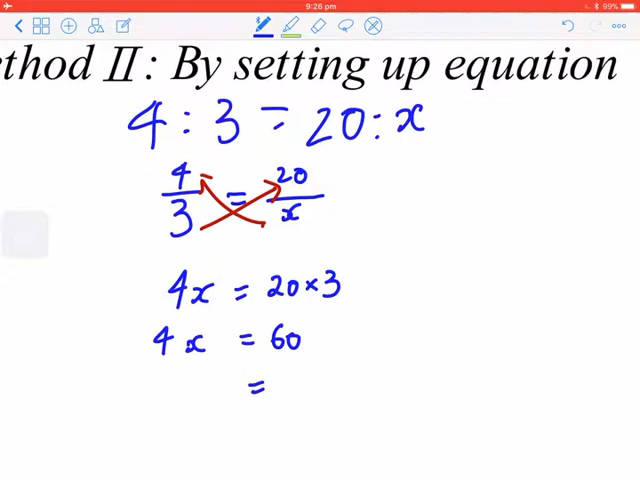 9:26 pm
99%
ethod II: By setting up equation
4 : 3 = 20 : x
4/3 = 20/x
4x = 20 × 3
4x = 60
=